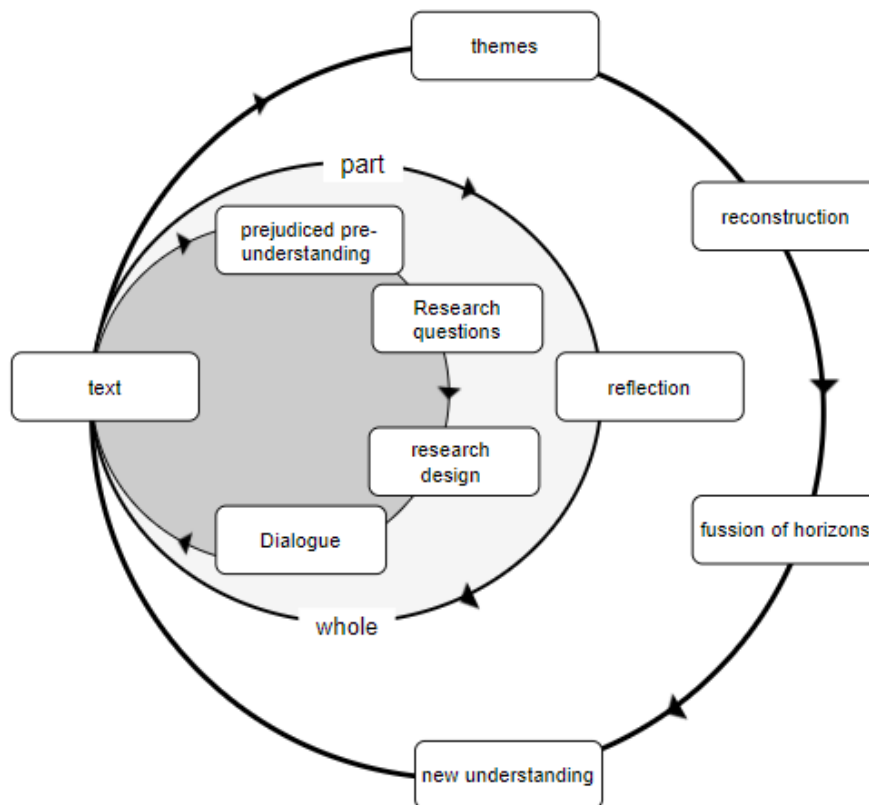 themes
part
reconstruction
prejudiced pre-
understanding
Research
questions
text
reflection
research
design
fussion of horizons
Dialogue
whole
new understanding